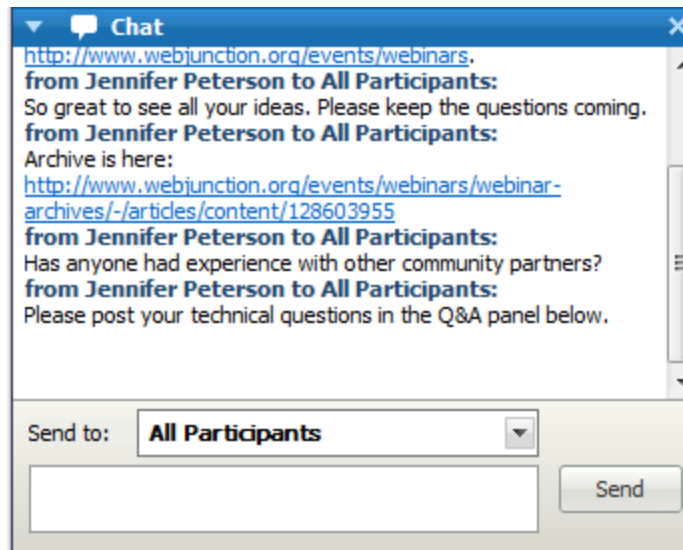 Chat
http://www.webjunction.org/events/webinars.
from Jennifer Peterson to All Participants:
So great to see all your ideas. Please keep the questions coming.
from Jennifer Peterson to All Participants:
Archive is here:
http://www.webjunction.org/events/webinars/webinar-
archives/-/articles/content/128603955
from Jennifer Peterson to All Participants:
Has anyone had experience with other community partners?
from Jennifer Peterson to All Participants:
Please post your technical questions in the Q&A panel below.
Send to: All Participants
Send